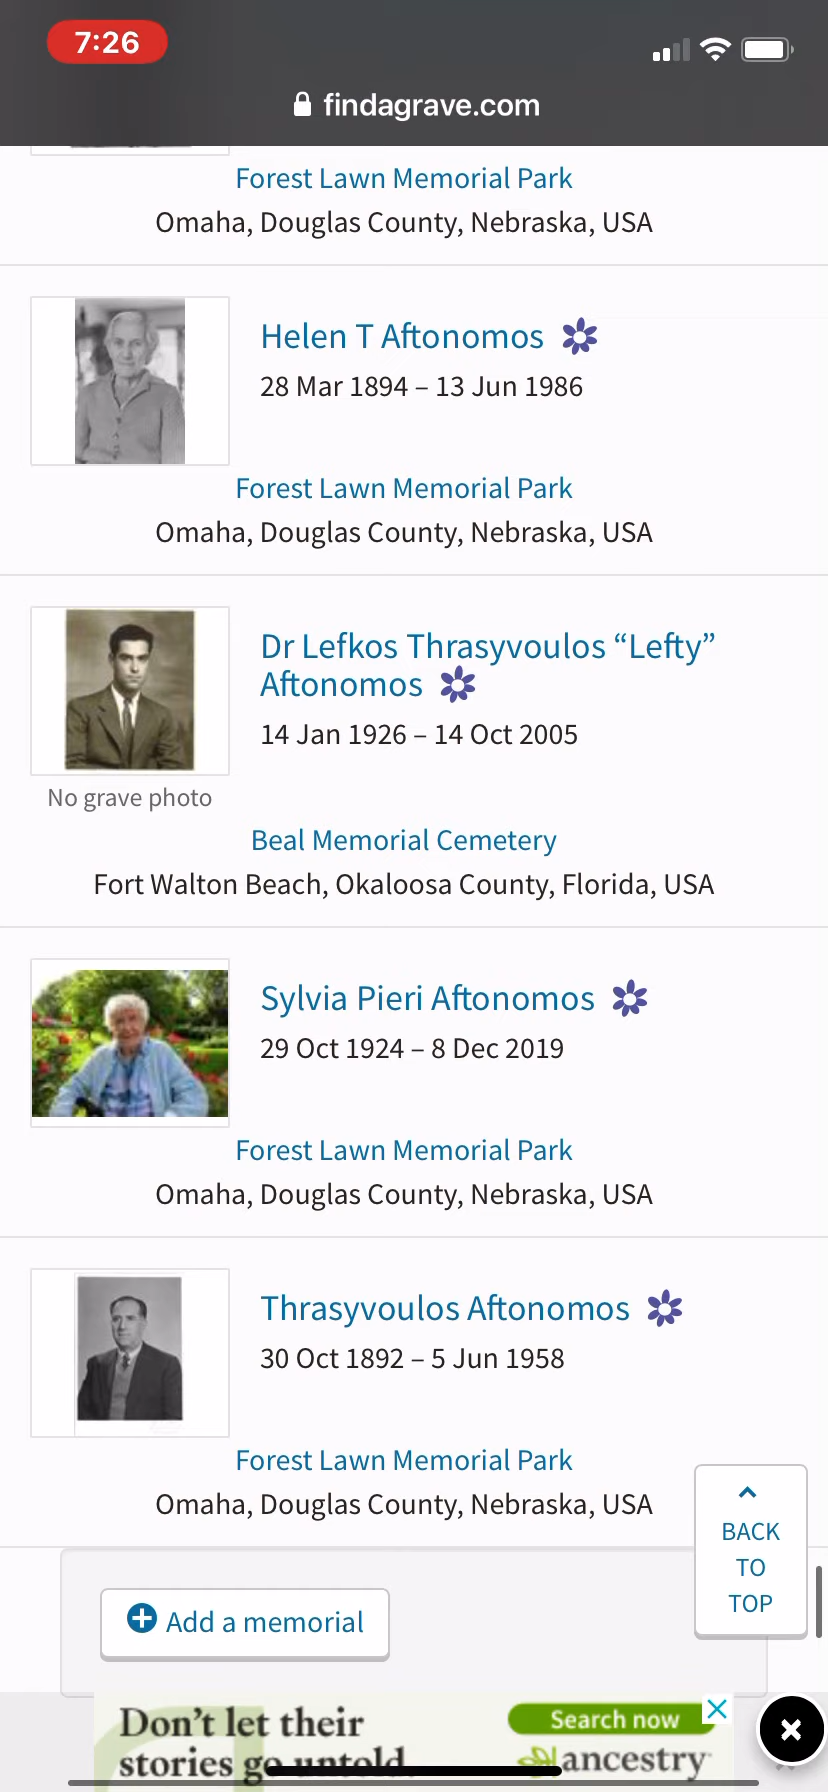 7:26
findagrave.com
Forest Lawn Memorial Park
Omaha, Douglas County, Nebraska, USA
Helen T Aftonomos
28 Mar 1894 – 13 Jun 1986
Forest Lawn Memorial Park
Omaha, Douglas County, Nebraska, USA
Dr Lefkos Thrasyvoulos “Lefty”
Aftonomos
14 Jan 1926 – 14 Oct 2005
No grave photo
Beal Memorial Cemetery
Fort Walton Beach, Okaloosa County, Florida, USA
Sylvia Pieri Aftonomos
29 Oct 1924 – 8 Dec 2019
Forest Lawn Memorial Park
Omaha, Douglas County, Nebraska, USA
Thrasyvoulos Aftonomos
30 Oct 1892 – 5 Jun 1958
Forest Lawn Memorial Park
Omaha, Douglas County, Nebraska, USA
BACK
TO
TOP
Add a memorial
Don’t let their
stories go untold.
Search now
ancestry